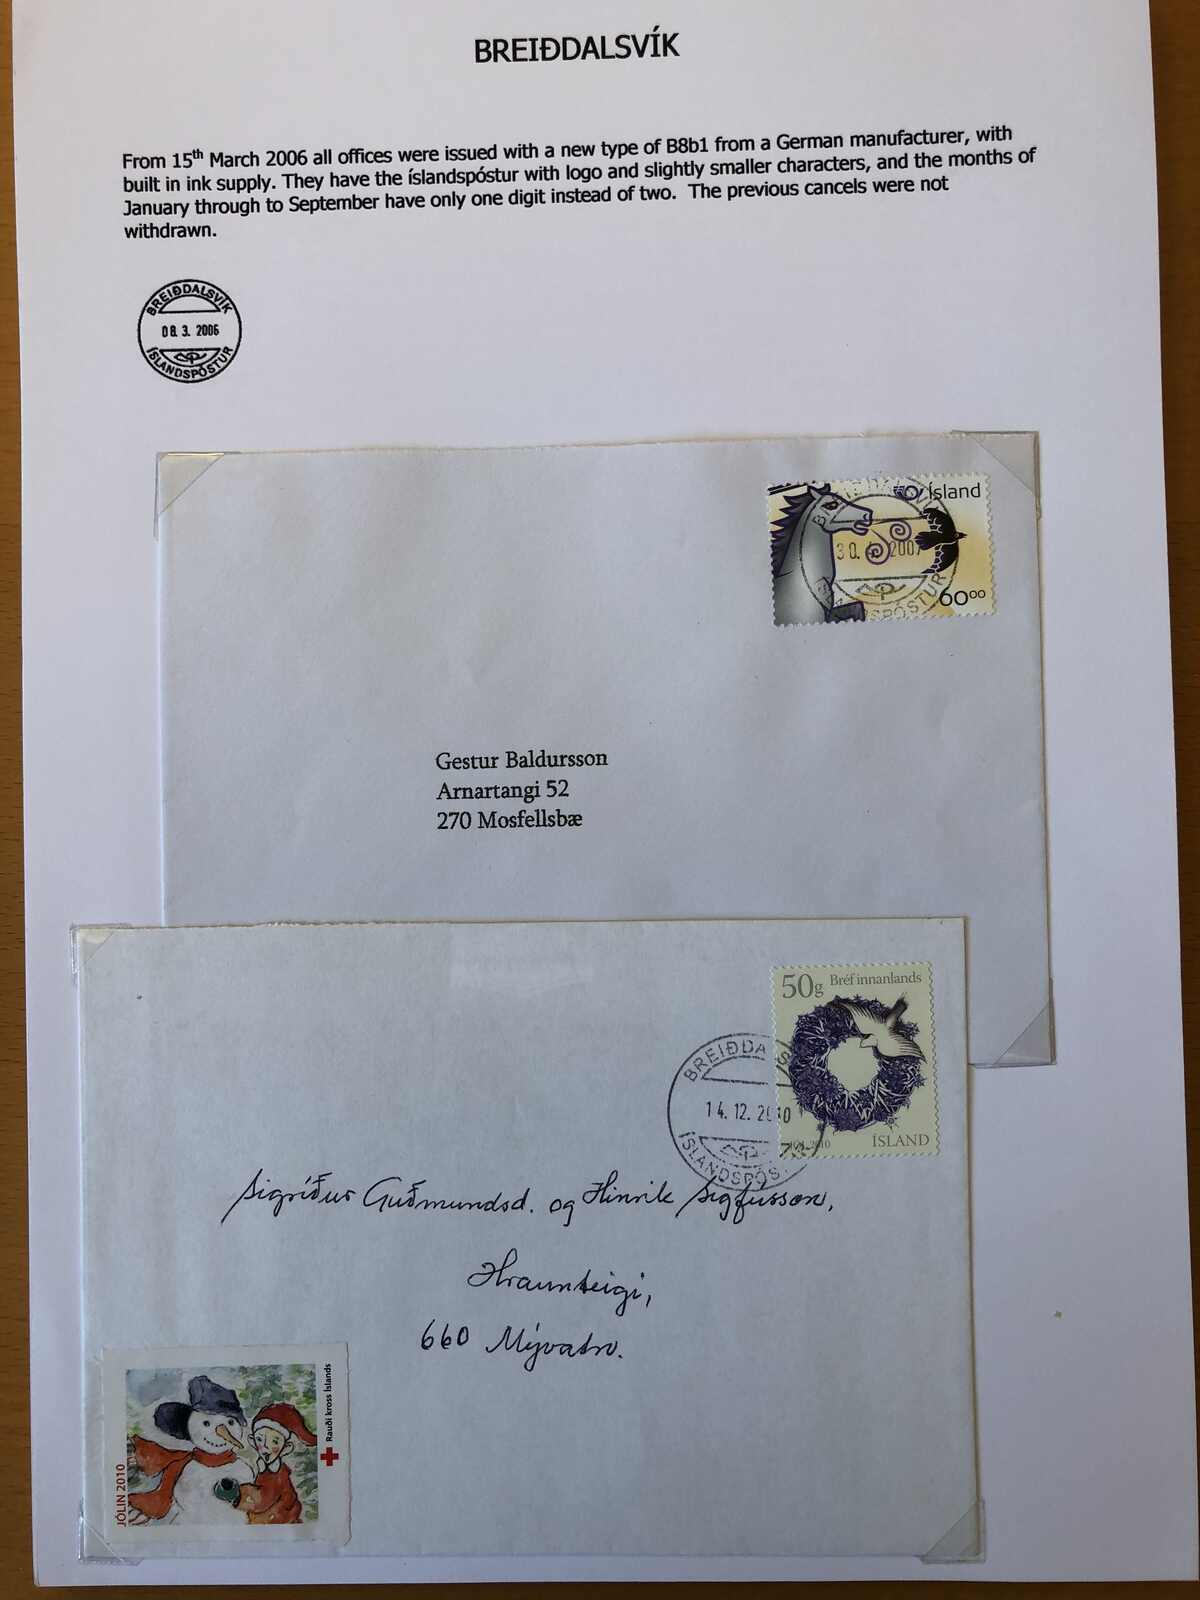 BREIÐDALSVÍK
From 15th March 2006 all offices were issued with a new type of B8b1 from a German manufacturer, with
built in ink supply. They have the íslandspóstur with logo and slightly smaller characters, and the months of
January through to September have only one digit instead of two. The previous cancels were not
withdrawn.
BREIÐDALSVÍK
08. 3. 2006
ÍSLANDSPÓSTUR
Ísland
30. 2007
60⁰⁰
Gestur Baldursson
Arnartangi 52
270 Mosfellsbæ
50g Bréf innanlands
BREIÐDALSVÍK
14. 12. 2010
ÍSLANDSPÓS
2010
ÍSLAND
Sigríður Guðmundsd. og Hinrik Sigfússon,
Hraunteigi,
660 Mývatn.
JÓLIN 2010
Rauði kross Íslands